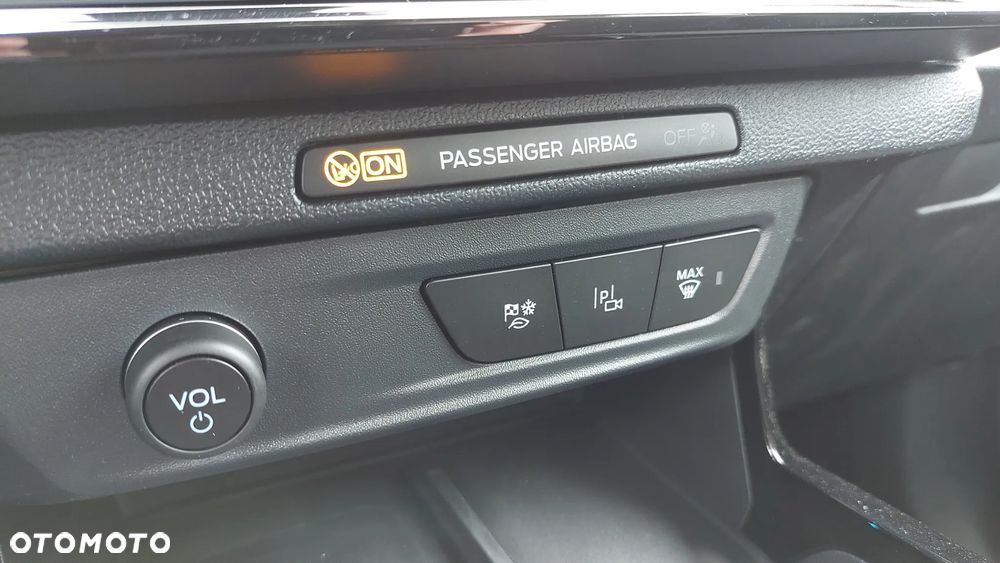 ON PASSENGER AIRBAG OFF
P MAX
VOL
OTOMOTO